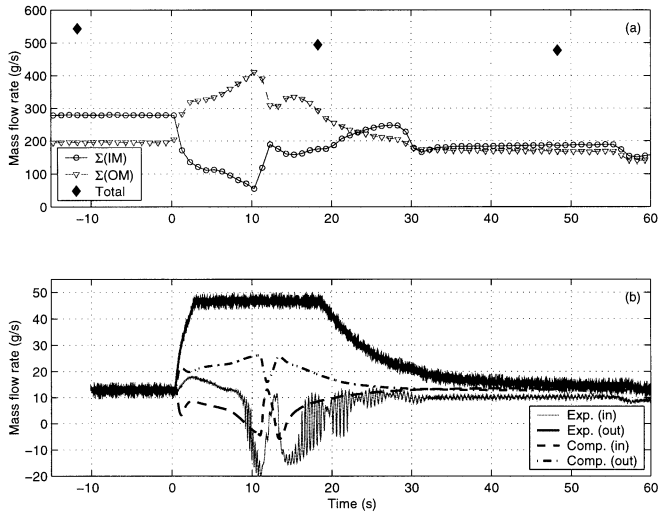 600
500
400
300
200
100
0
Mass flow rate (g/s)
(a)
Σ(IM)
Σ(OM)
Total
−10
0
10
20
30
40
50
60
50
40
30
20
10
0
−10
−20
Mass flow rate (g/s)
(b)
Exp. (in)
Exp. (out)
Comp. (in)
Comp. (out)
−10
0
10
20
30
40
50
60
Time (s)